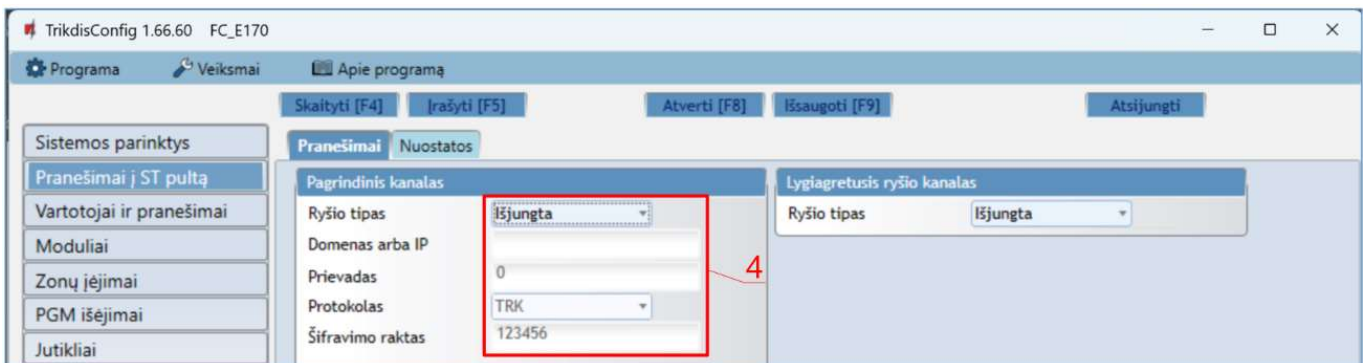 TrikdisConfig 1.66.60 FC_E170
Programa Veiksmai Apie programą
Skaityti [F4] Įrašyti [F5] Atverti [F8] Išsaugoti [F9] Atsijungti
Sistemos parinktys
Pranešimai į ST pultą
Vartotojai ir pranešimai
Moduliai
Zonų įėjimai
PGM išėjimai
Jutikliai
Pranešimai Nuostatos
Pagrindinis kanalas
Ryšio tipas Išjungta
Domenas arba IP
Prievadas 0
Protokolas TRK
Šifravimo raktas 123456
4
Lygiagretusis ryšio kanalas
Ryšio tipas Išjungta